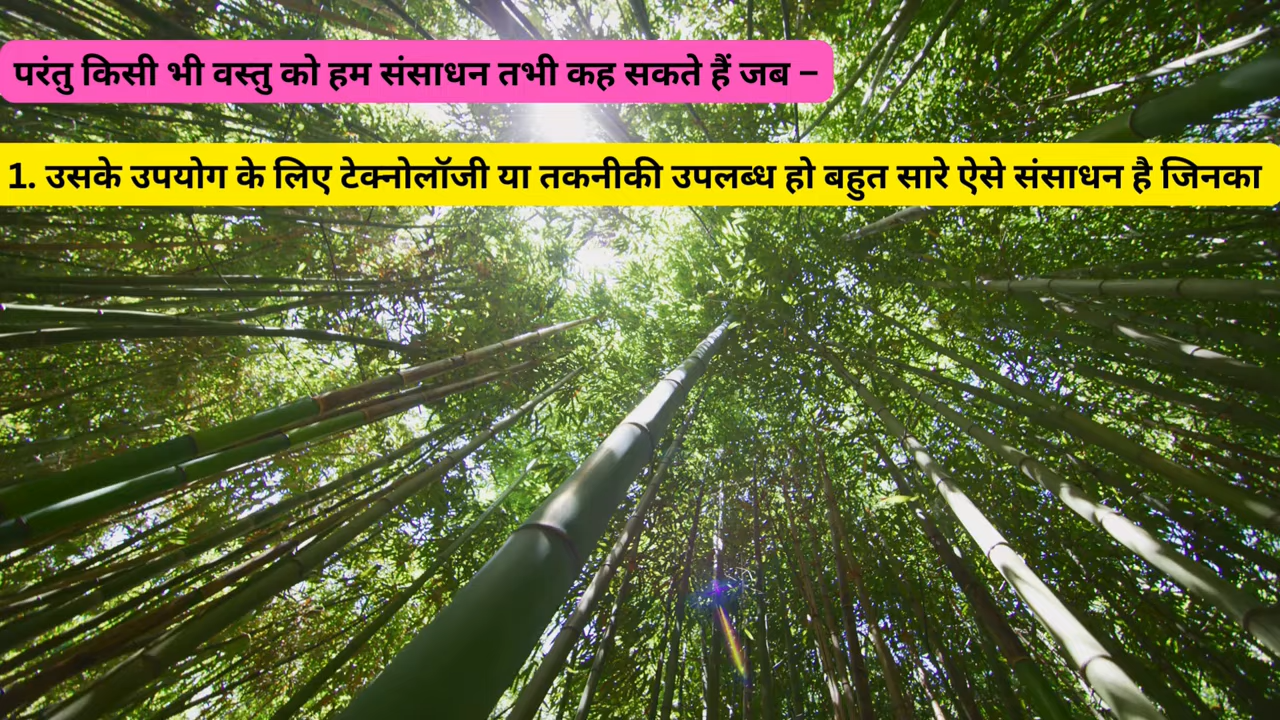 परंतु किसी भी वस्तु को हम संसाधन तभी कह सकते हैं जब –
1. उसके उपयोग के लिए टेक्नोलॉजी या तकनीकी उपलब्ध हो बहुत सारे ऐसे संसाधन है जिनका